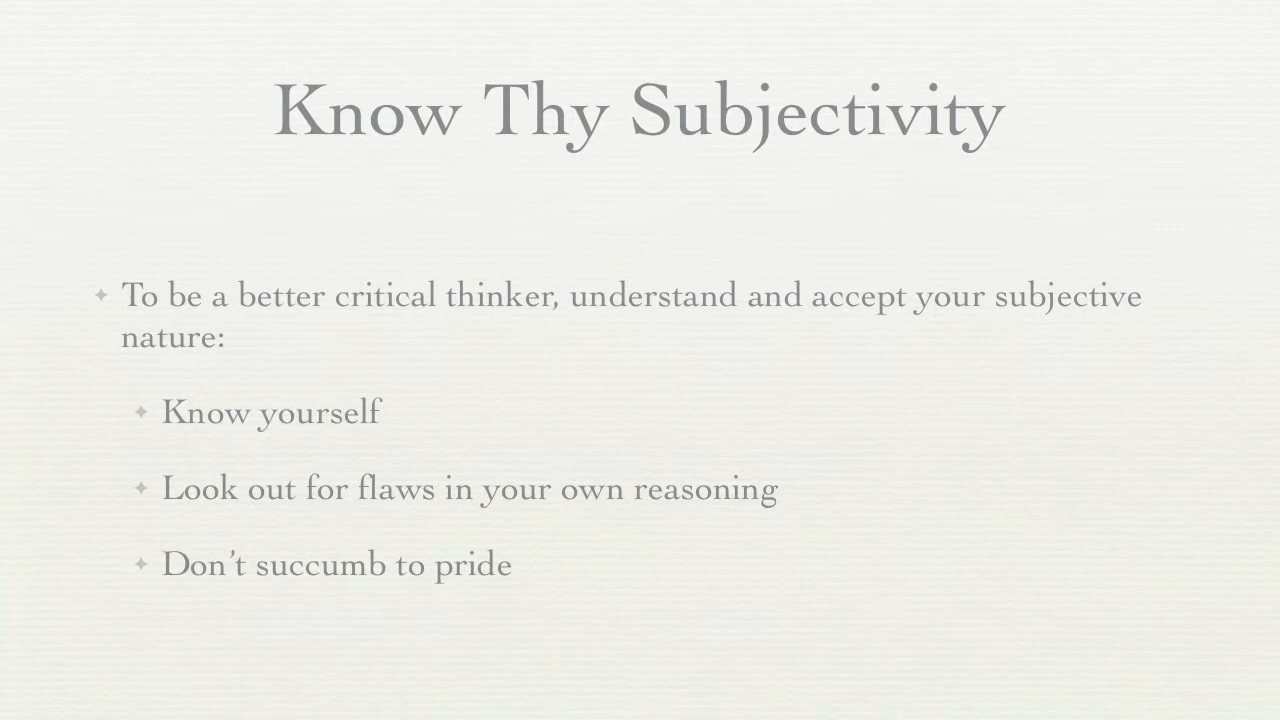 Know Thy Subjectivity
To be a better critical thinker, understand and accept your subjective
nature:
Know yourself
Look out for flaws in your own reasoning
Don’t succumb to pride